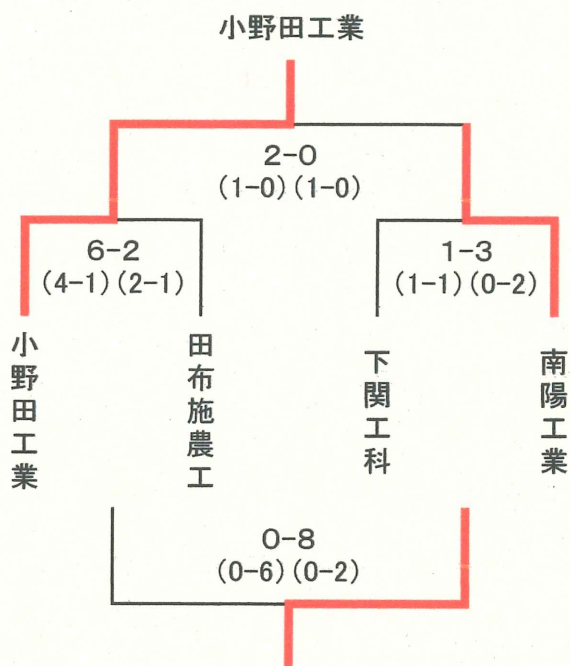 小野田工業
2-0
(1-0)(1-0)
6-2
(4-1)(2-1)
1-3
(1-1)(0-2)
小野田工業
田布施農工
下関工科
南陽工業
0-8
(0-6)(0-2)